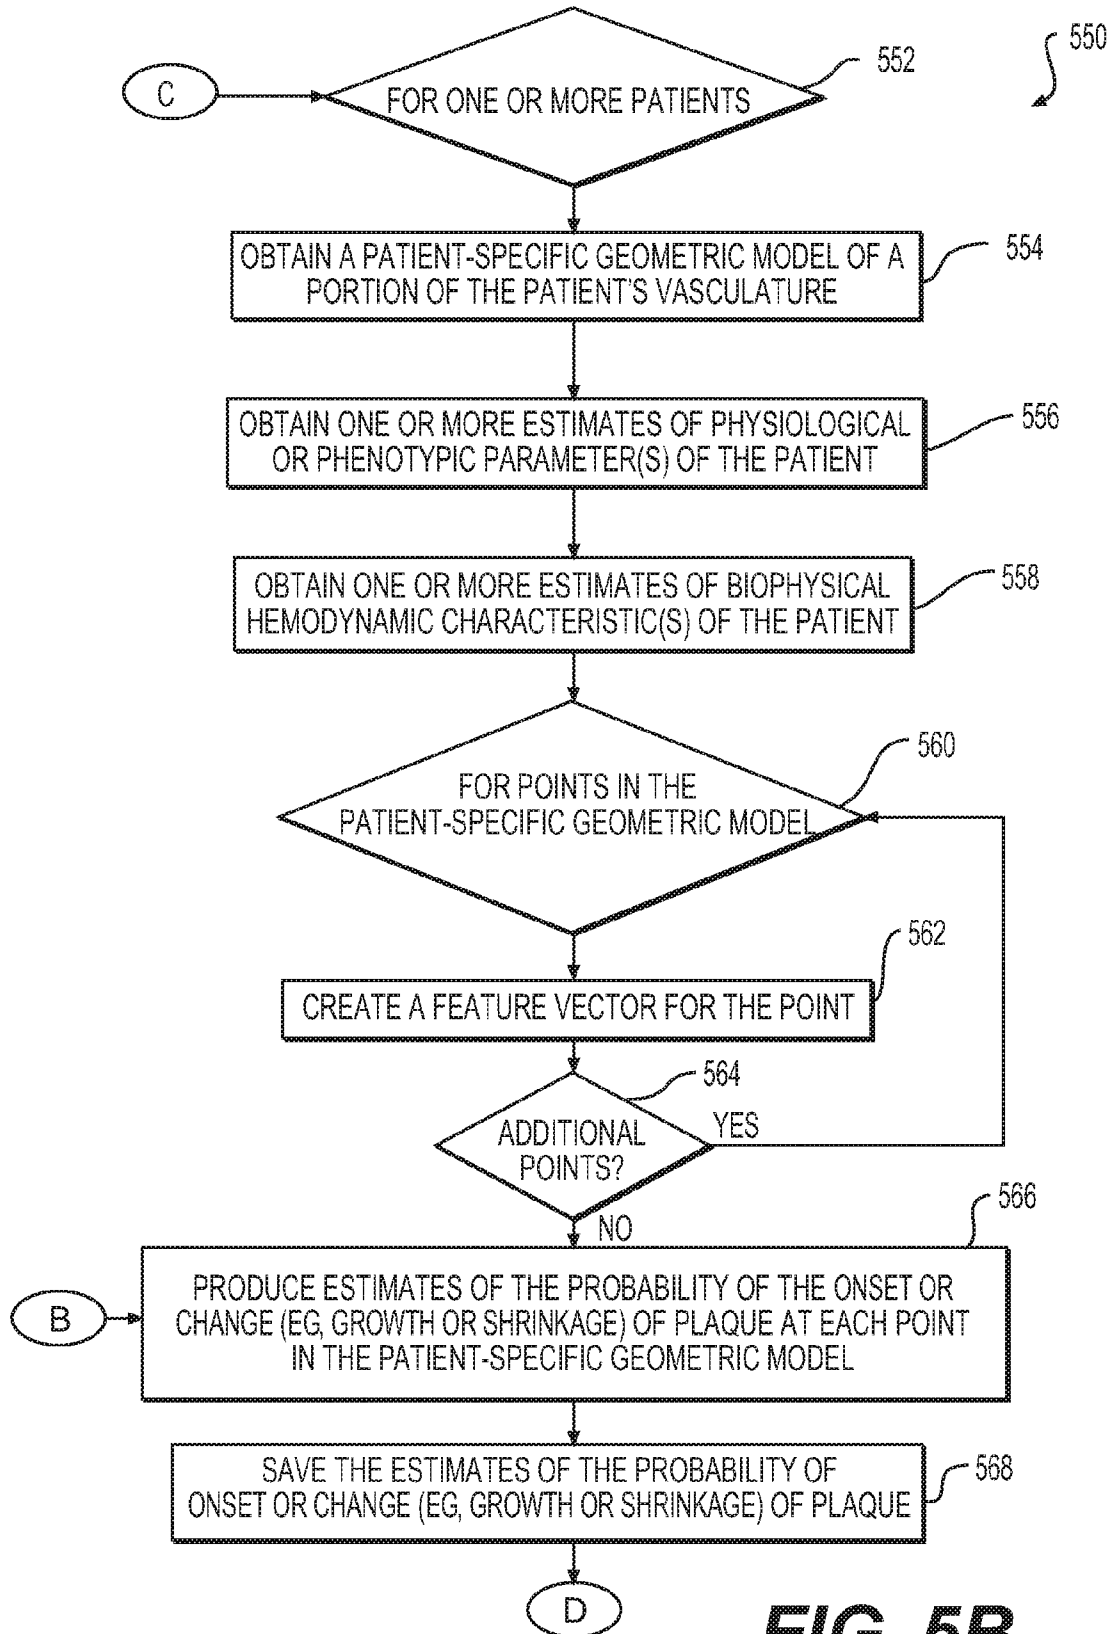 550
552
C
FOR ONE OR MORE PATIENTS
554
OBTAIN A PATIENT-SPECIFIC GEOMETRIC MODEL OF A
PORTION OF THE PATIENT'S VASCULATURE
556
OBTAIN ONE OR MORE ESTIMATES OF PHYSIOLOGICAL
OR PHENOTYPIC PARAMETER(S) OF THE PATIENT
558
OBTAIN ONE OR MORE ESTIMATES OF BIOPHYSICAL
HEMODYNAMIC CHARACTERISTIC(S) OF THE PATIENT
560
FOR POINTS IN THE
PATIENT-SPECIFIC GEOMETRIC MODEL
562
CREATE A FEATURE VECTOR FOR THE POINT
564
ADDITIONAL
POINTS?
YES
NO
566
B
PRODUCE ESTIMATES OF THE PROBABILITY OF THE ONSET OR
CHANGE (EG, GROWTH OR SHRINKAGE) OF PLAQUE AT EACH POINT
IN THE PATIENT-SPECIFIC GEOMETRIC MODEL
568
SAVE THE ESTIMATES OF THE PROBABILITY OF
ONSET OR CHANGE (EG, GROWTH OR SHRINKAGE) OF PLAQUE
D
FIG. 5B